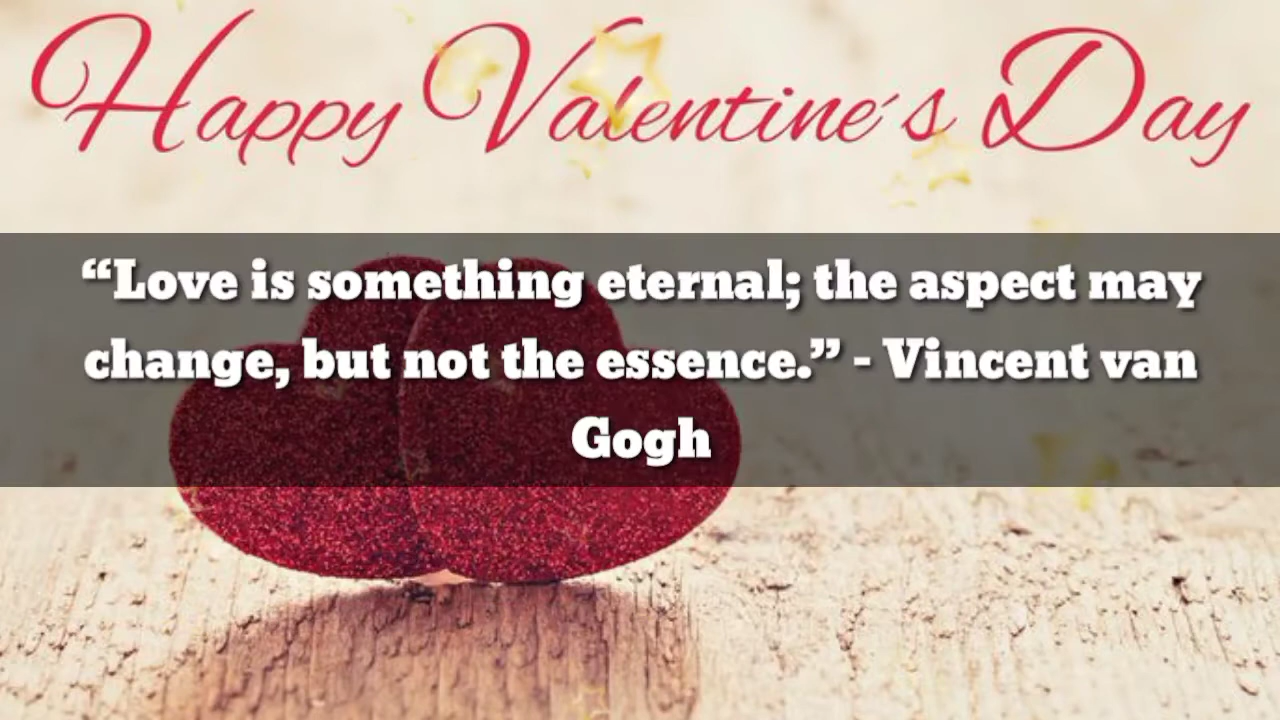 Happy Valentine´s Day
“Love is something eternal; the aspect may
change, but not the essence.” - Vincent van
Gogh